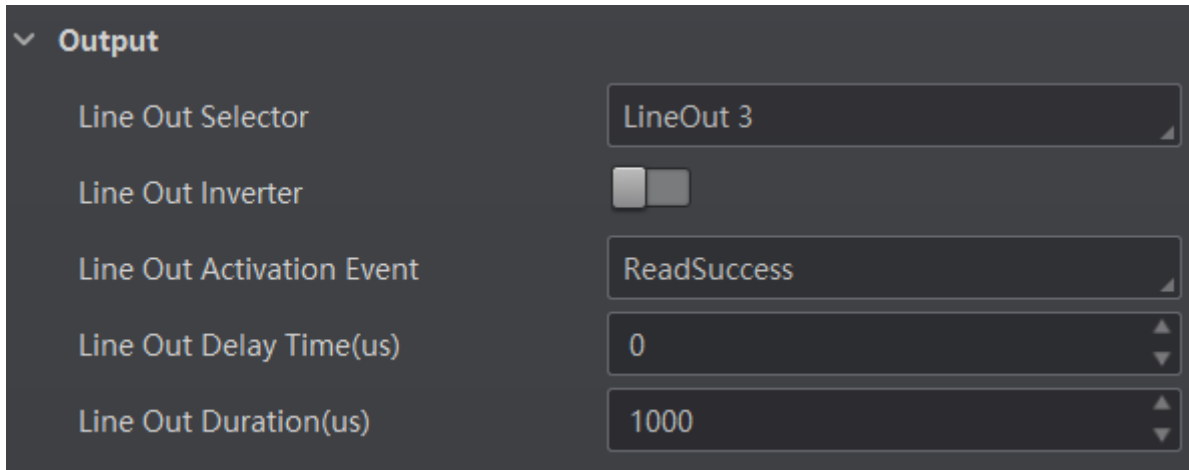 Output
Line Out Selector LineOut 3
Line Out Inverter
Line Out Activation Event ReadSuccess
Line Out Delay Time(us) 0
Line Out Duration(us) 1000